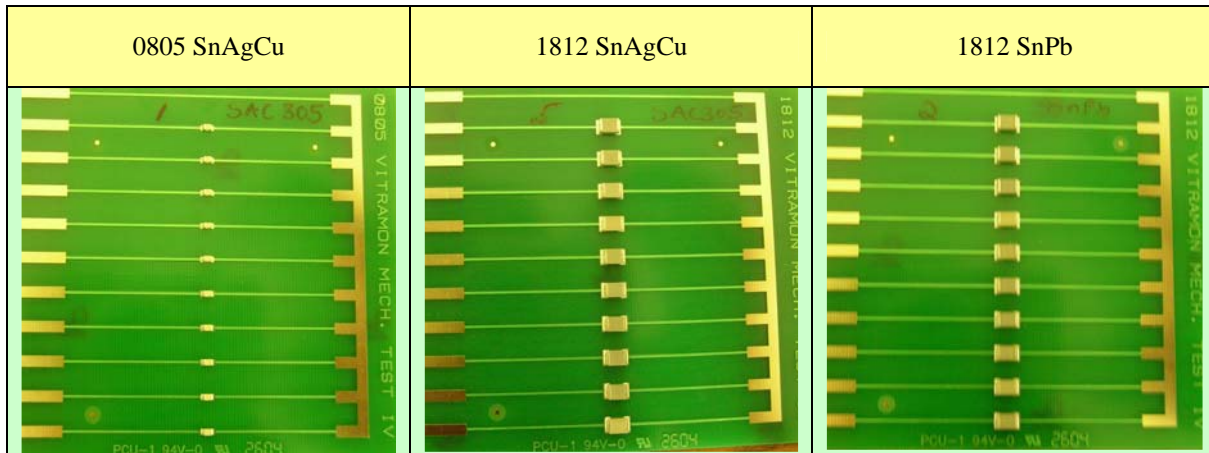 0805 SnAgCu
1812 SnAgCu
1812 SnPb
1 SAC305
0805 VITRAMON MECH. TEST IV
PCU-1 94V-0 2604
5 SAC305
1812 VITRAMON MECH. TE
PCU-1 94V-0 2604
2 SnPb
1812 VITRAMON MECH. TEST
PCU-1 94V-0 2604